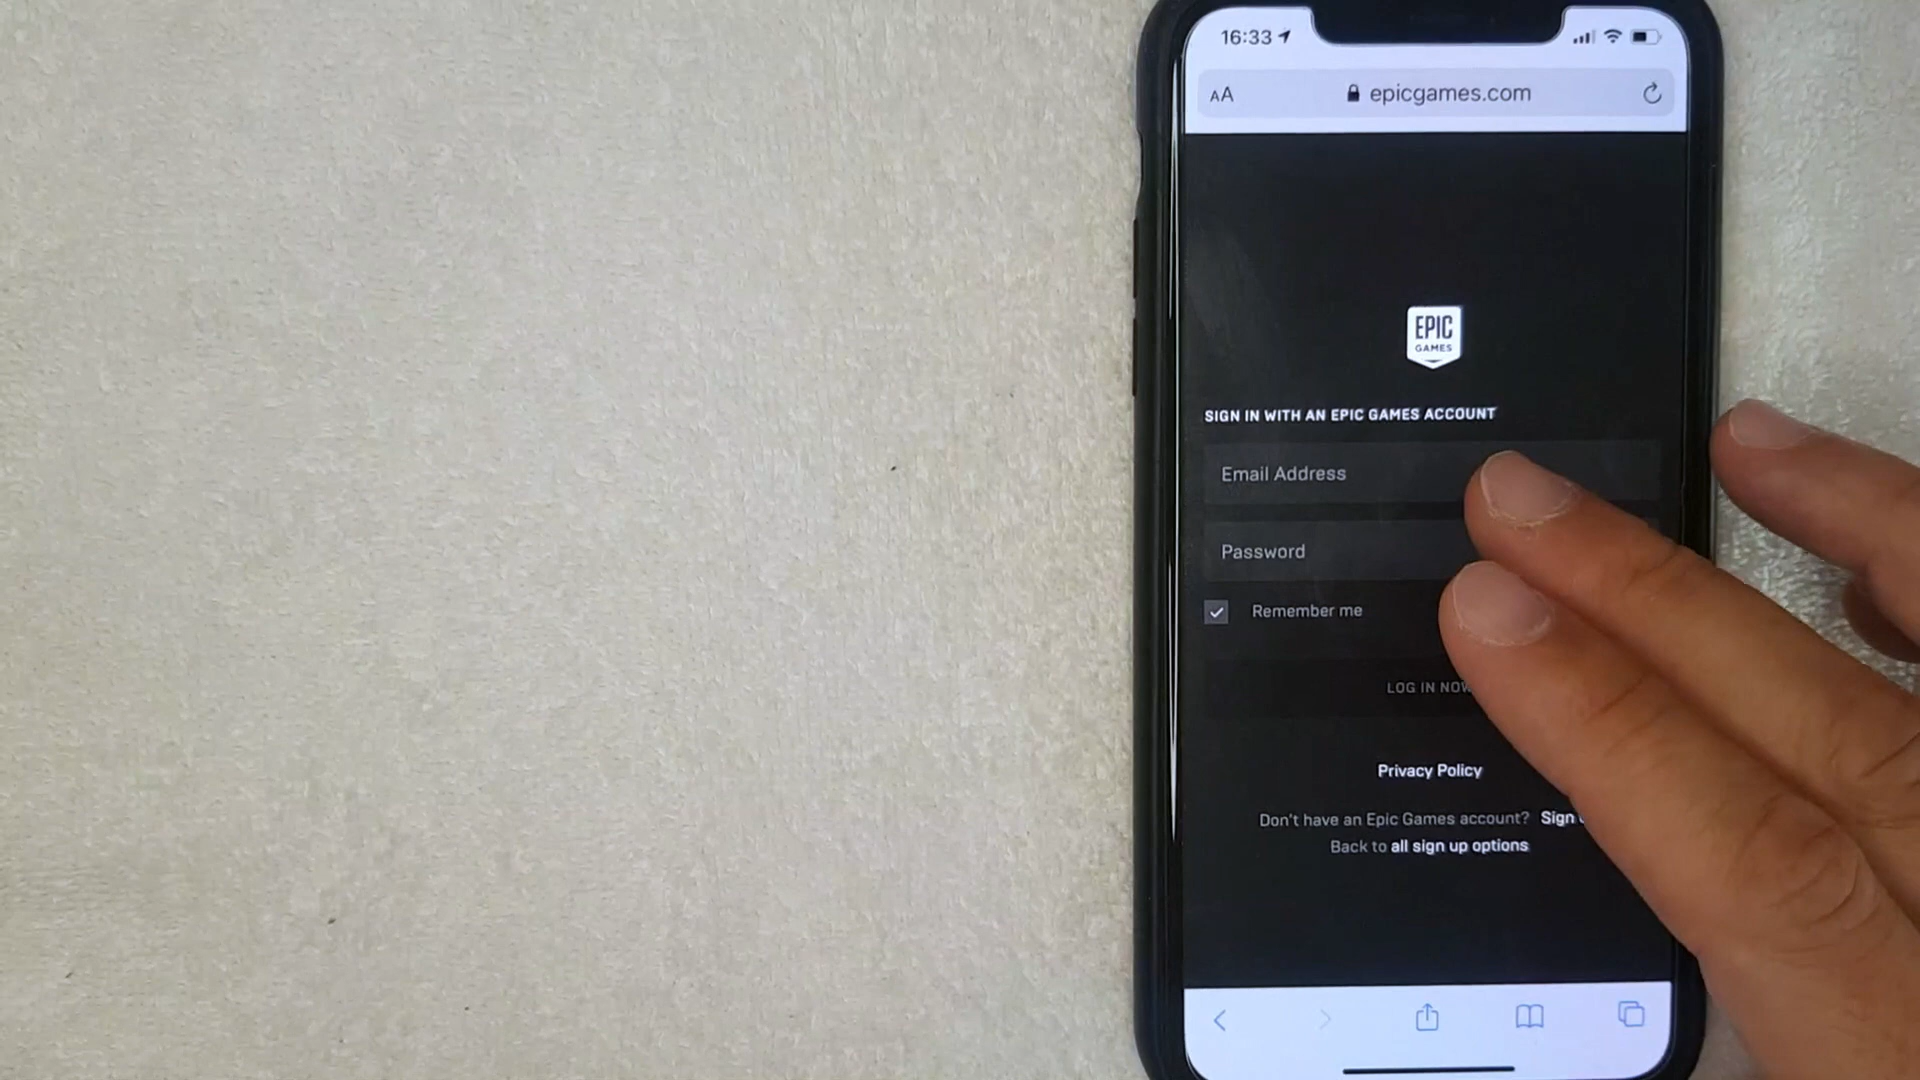 16:33
AA epicgames.com
EPIC
GAMES
SIGN IN WITH AN EPIC GAMES ACCOUNT
Email Address
Password
Remember me
LOG IN NOW
Privacy Policy
Don't have an Epic Games account? Sign
Back to all sign up options